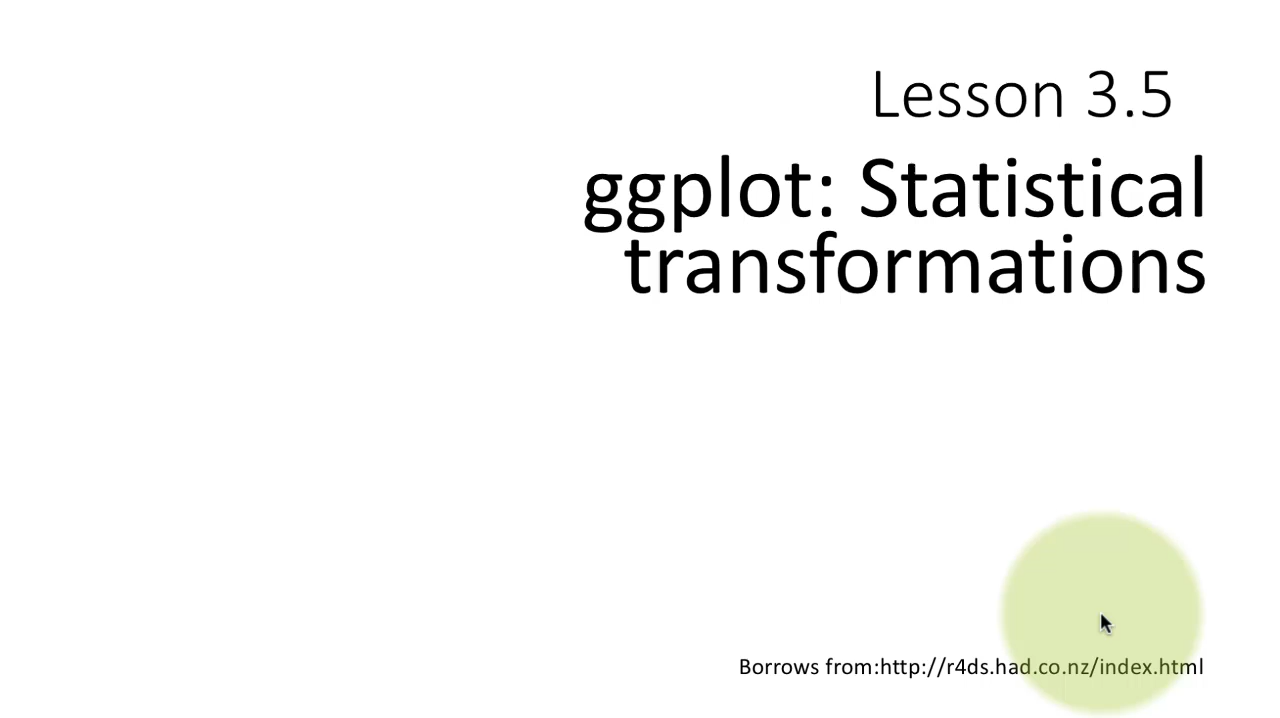 Lesson 3.5
ggplot: Statistical
transformations
Borrows from:http://r4ds.had.co.nz/index.html